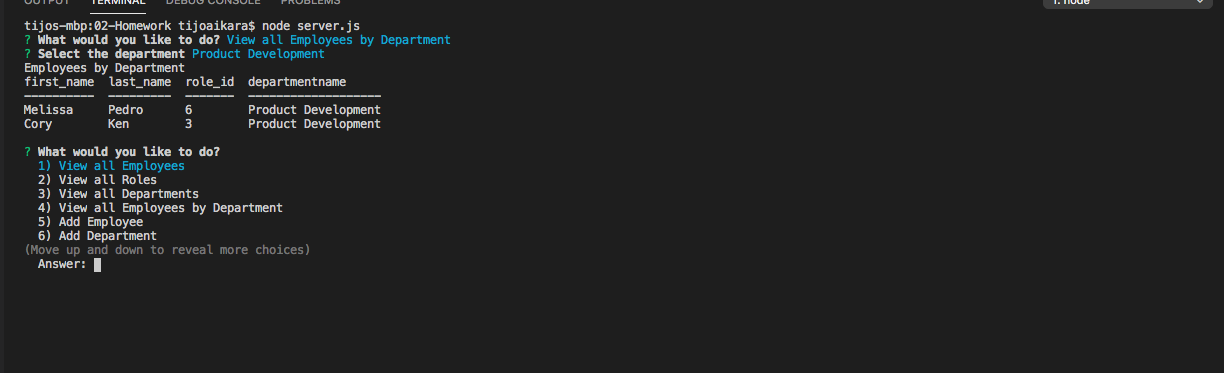 OUTPUT TERMINAL DEBUG CONSOLE PROBLEMS 1: node
tijos-mbp:02-Homework tijoaikara$ node server.js
? What would you like to do? View all Employees by Department
? Select the department Product Development
Employees by Department
first_name  last_name  role_id  departmentname
----------  ---------  -------  -------------------
Melissa     Pedro      6        Product Development
Cory        Ken        3        Product Development
? What would you like to do?
  1) View all Employees
  2) View all Roles
  3) View all Departments
  4) View all Employees by Department
  5) Add Employee
  6) Add Department
(Move up and down to reveal more choices)
  Answer: